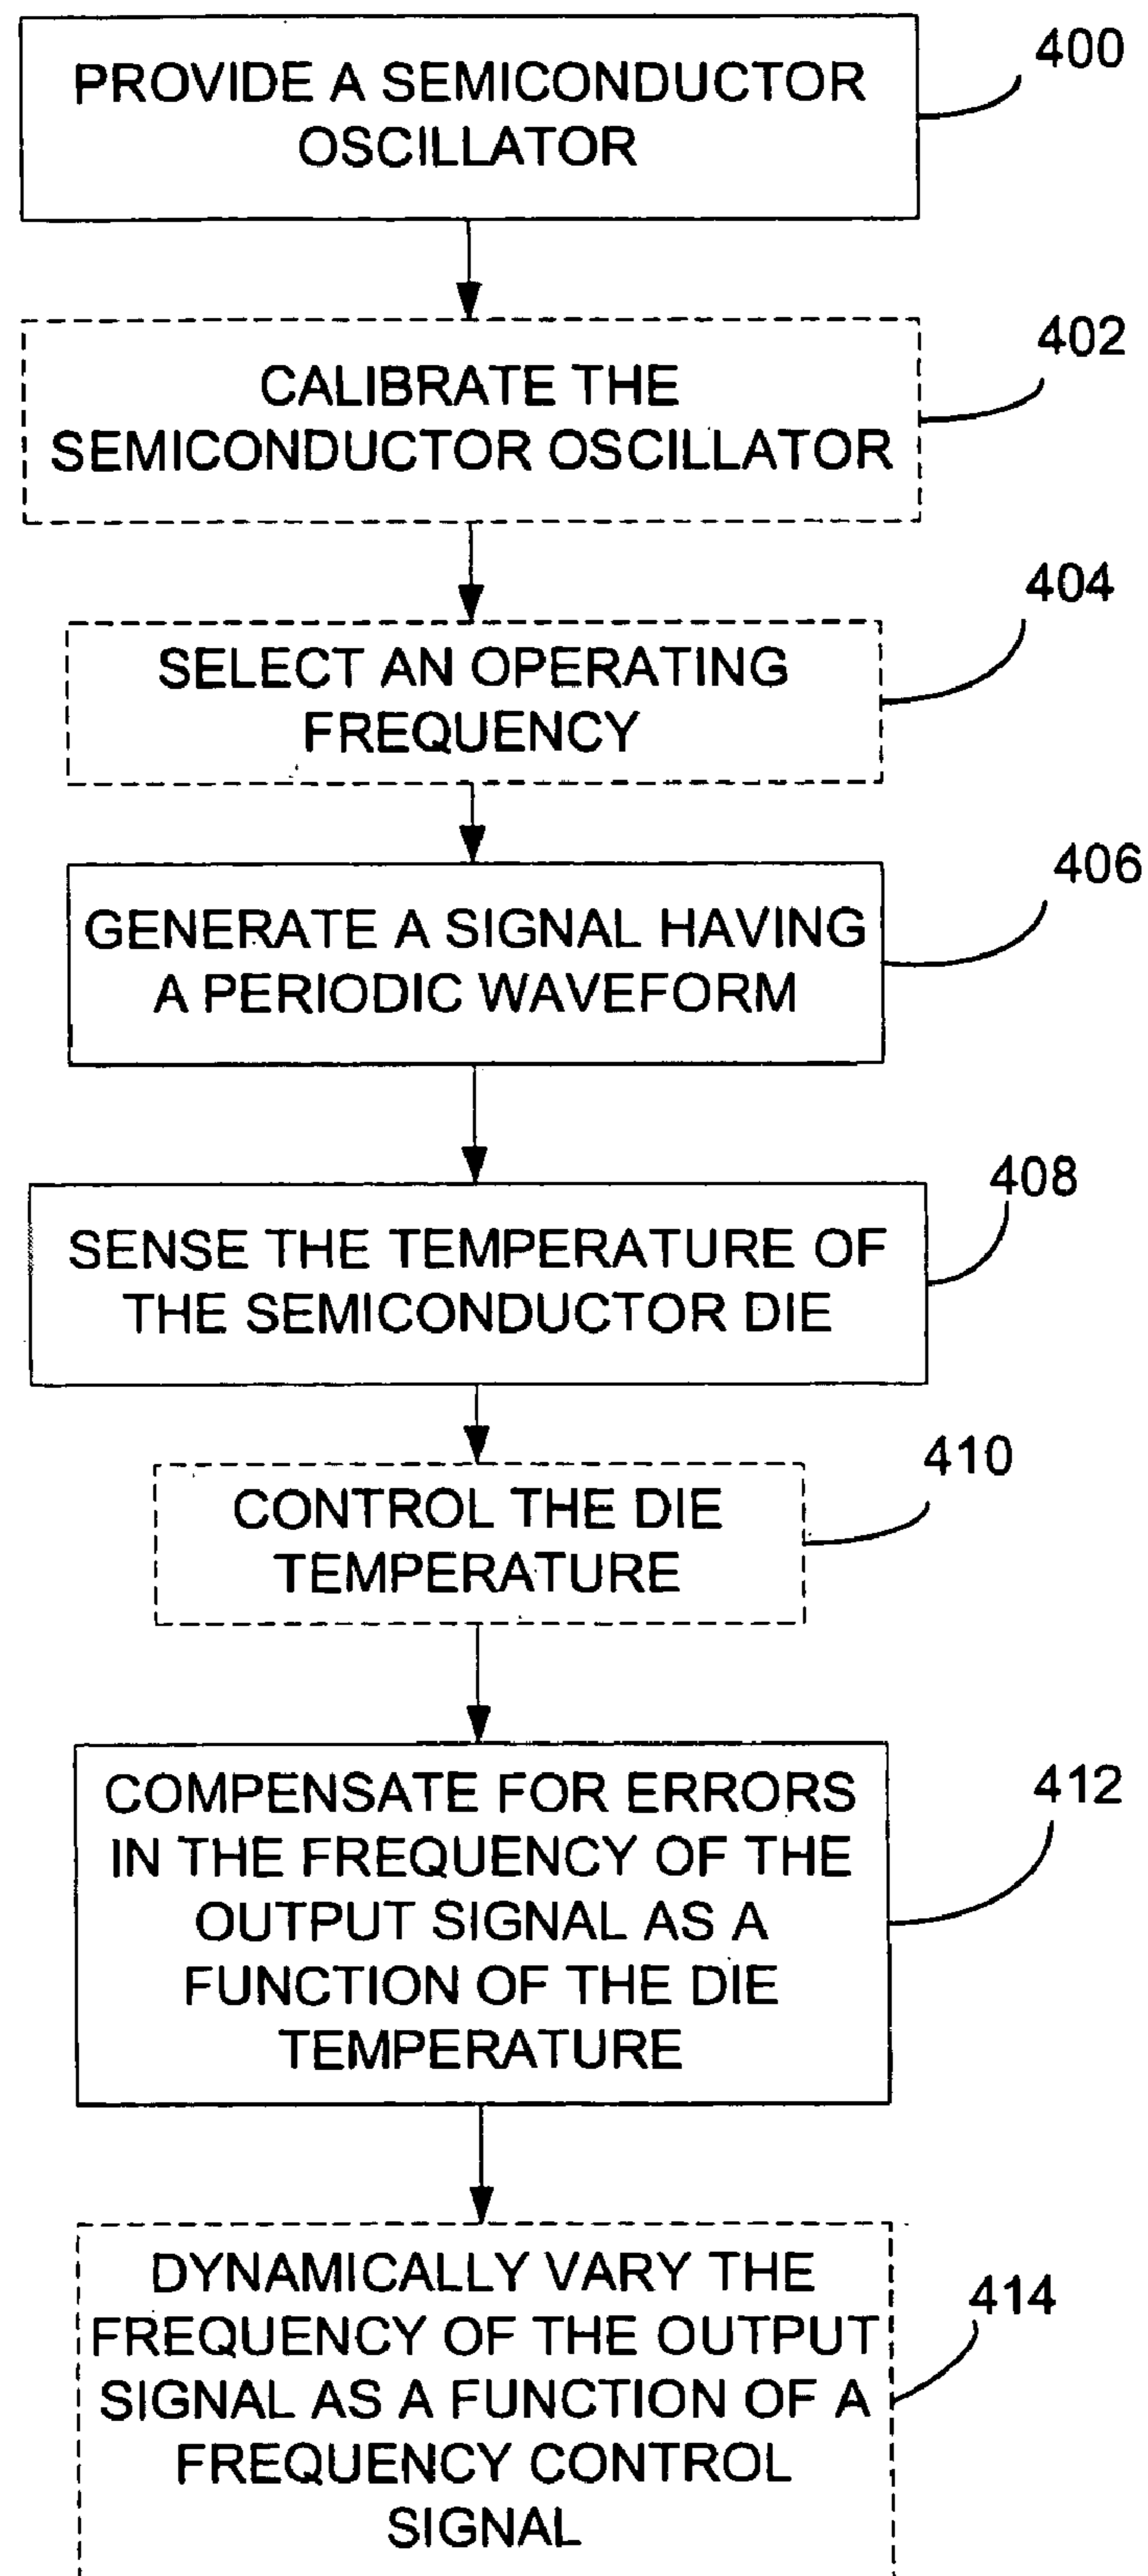 400
PROVIDE A SEMICONDUCTOR
OSCILLATOR
402
CALIBRATE THE
SEMICONDUCTOR OSCILLATOR
404
SELECT AN OPERATING
FREQUENCY
406
GENERATE A SIGNAL HAVING
A PERIODIC WAVEFORM
408
SENSE THE TEMPERATURE OF
THE SEMICONDUCTOR DIE
410
CONTROL THE DIE
TEMPERATURE
412
COMPENSATE FOR ERRORS
IN THE FREQUENCY OF THE
OUTPUT SIGNAL AS A
FUNCTION OF THE DIE
TEMPERATURE
414
DYNAMICALLY VARY THE
FREQUENCY OF THE OUTPUT
SIGNAL AS A FUNCTION OF A
FREQUENCY CONTROL
SIGNAL